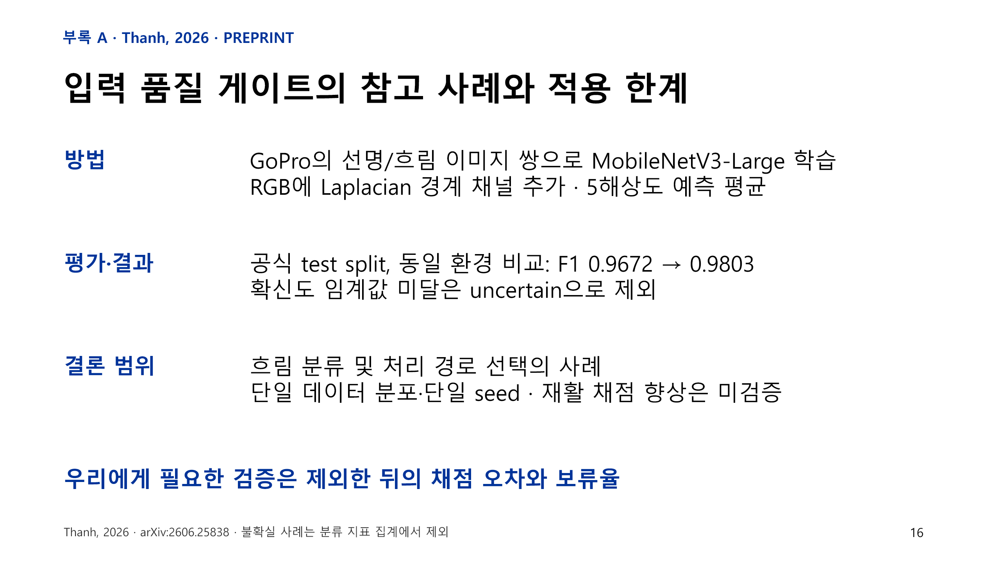 부록 A · Thanh, 2026 · PREPRINT
입력 품질 게이트의 참고 사례와 적용 한계
방법
GoPro의 선명/흐림 이미지 쌍으로 MobileNetV3-Large 학습
RGB에 Laplacian 경계 채널 추가 · 5해상도 예측 평균
평가·결과
공식 test split, 동일 환경 비교: F1 0.9672 → 0.9803
확신도 임계값 미달은 uncertain으로 제외
결론 범위
흐림 분류 및 처리 경로 선택의 사례
단일 데이터 분포·단일 seed · 재활 채점 향상은 미검증
우리에게 필요한 검증은 제외한 뒤의 채점 오차와 보류율
Thanh, 2026 · arXiv:2606.25838 · 불확실 사례는 분류 지표 집계에서 제외
16